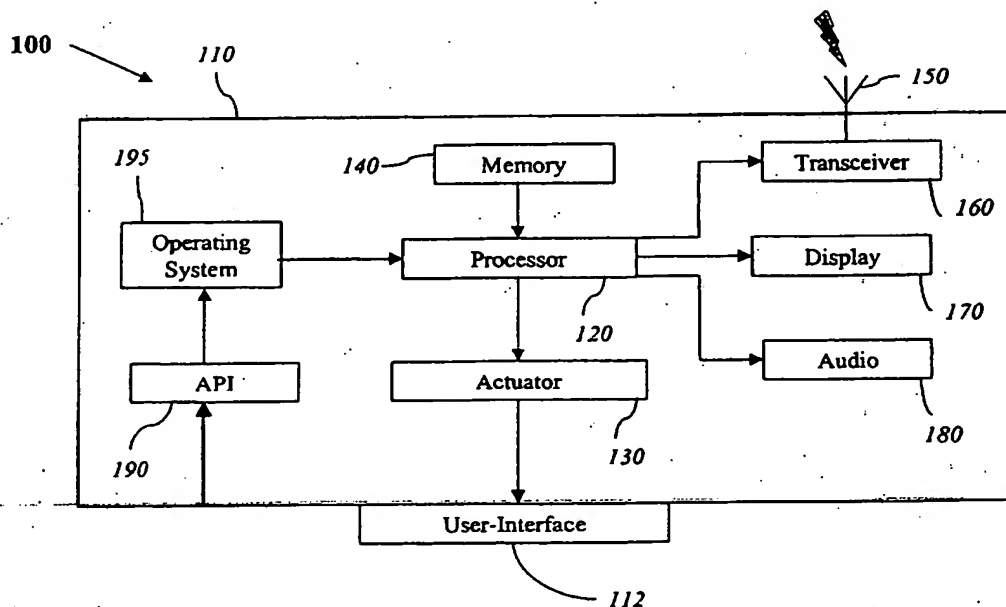 100
110
150
195
140
Memory
Transceiver
160
Operating
System
Processor
Display
120
170
API
Actuator
Audio
190
130
180
User-Interface
112